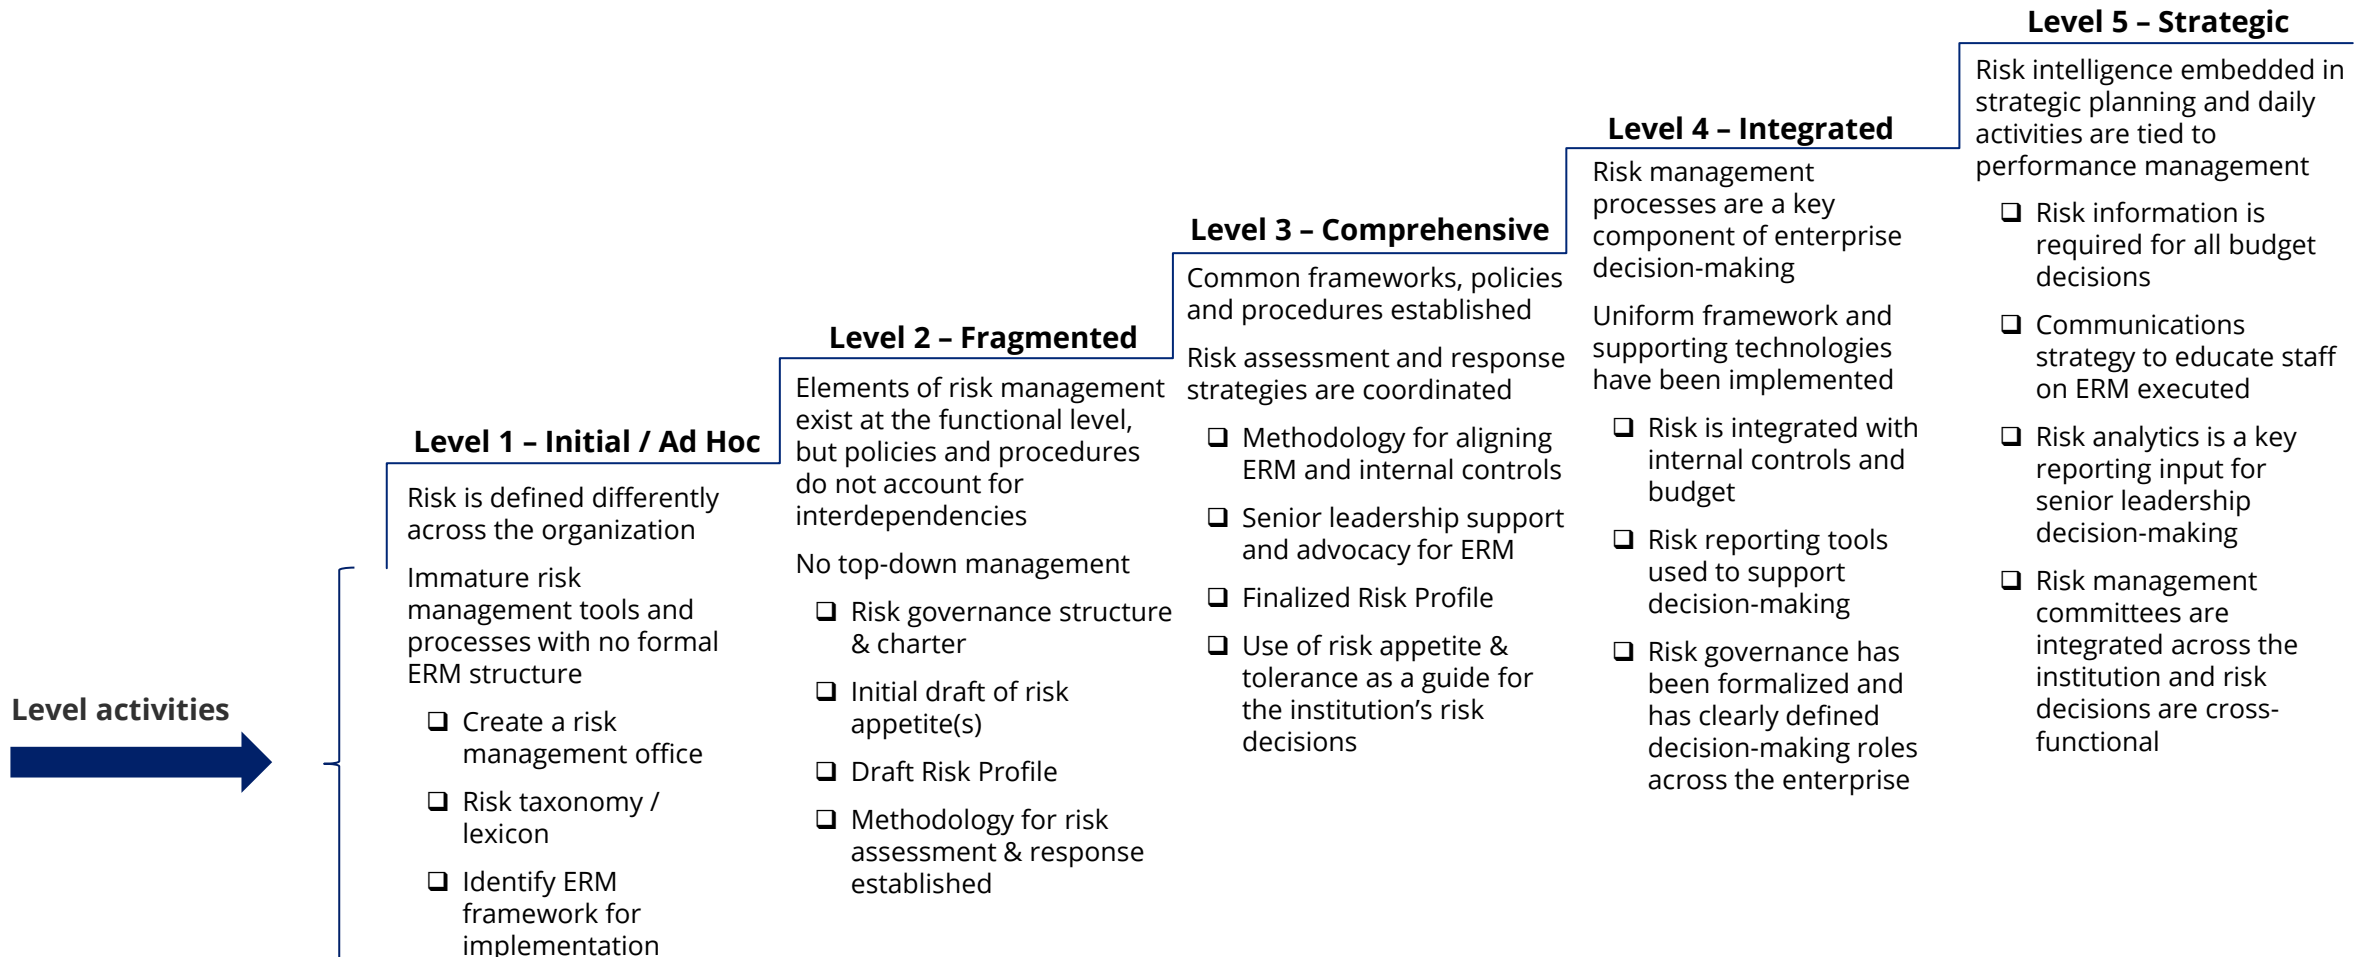 Level activities
Level 1 – Initial / Ad Hoc
Risk is defined differently
across the organization
Immature risk
management tools and
processes with no formal
ERM structure
❑ Create a risk
management office
❑ Risk taxonomy /
lexicon
❑ Identify ERM
framework for
implementation
Level 2 – Fragmented
Elements of risk management
exist at the functional level,
but policies and procedures
do not account for
interdependencies
No top-down management
❑ Risk governance structure
& charter
❑ Initial draft of risk
appetite(s)
❑ Draft Risk Profile
❑ Methodology for risk
assessment & response
established
Level 3 – Comprehensive
Common frameworks, policies
and procedures established
Risk assessment and response
strategies are coordinated
❑ Methodology for aligning
ERM and internal controls
❑ Senior leadership support
and advocacy for ERM
❑ Finalized Risk Profile
❑ Use of risk appetite &
tolerance as a guide for
the institution’s risk
decisions
Level 4 – Integrated
Risk management
processes are a key
component of enterprise
decision-making
Uniform framework and
supporting technologies
have been implemented
❑ Risk is integrated with
internal controls and
budget
❑ Risk reporting tools
used to support
decision-making
❑ Risk governance has
been formalized and
has clearly defined
decision-making roles
across the enterprise
Level 5 – Strategic
Risk intelligence embedded in
strategic planning and daily
activities are tied to
performance management
❑ Risk information is
required for all budget
decisions
❑ Communications
strategy to educate staff
on ERM executed
❑ Risk analytics is a key
reporting input for
senior leadership
decision-making
❑ Risk management
committees are
integrated across the
institution and risk
decisions are cross-
functional